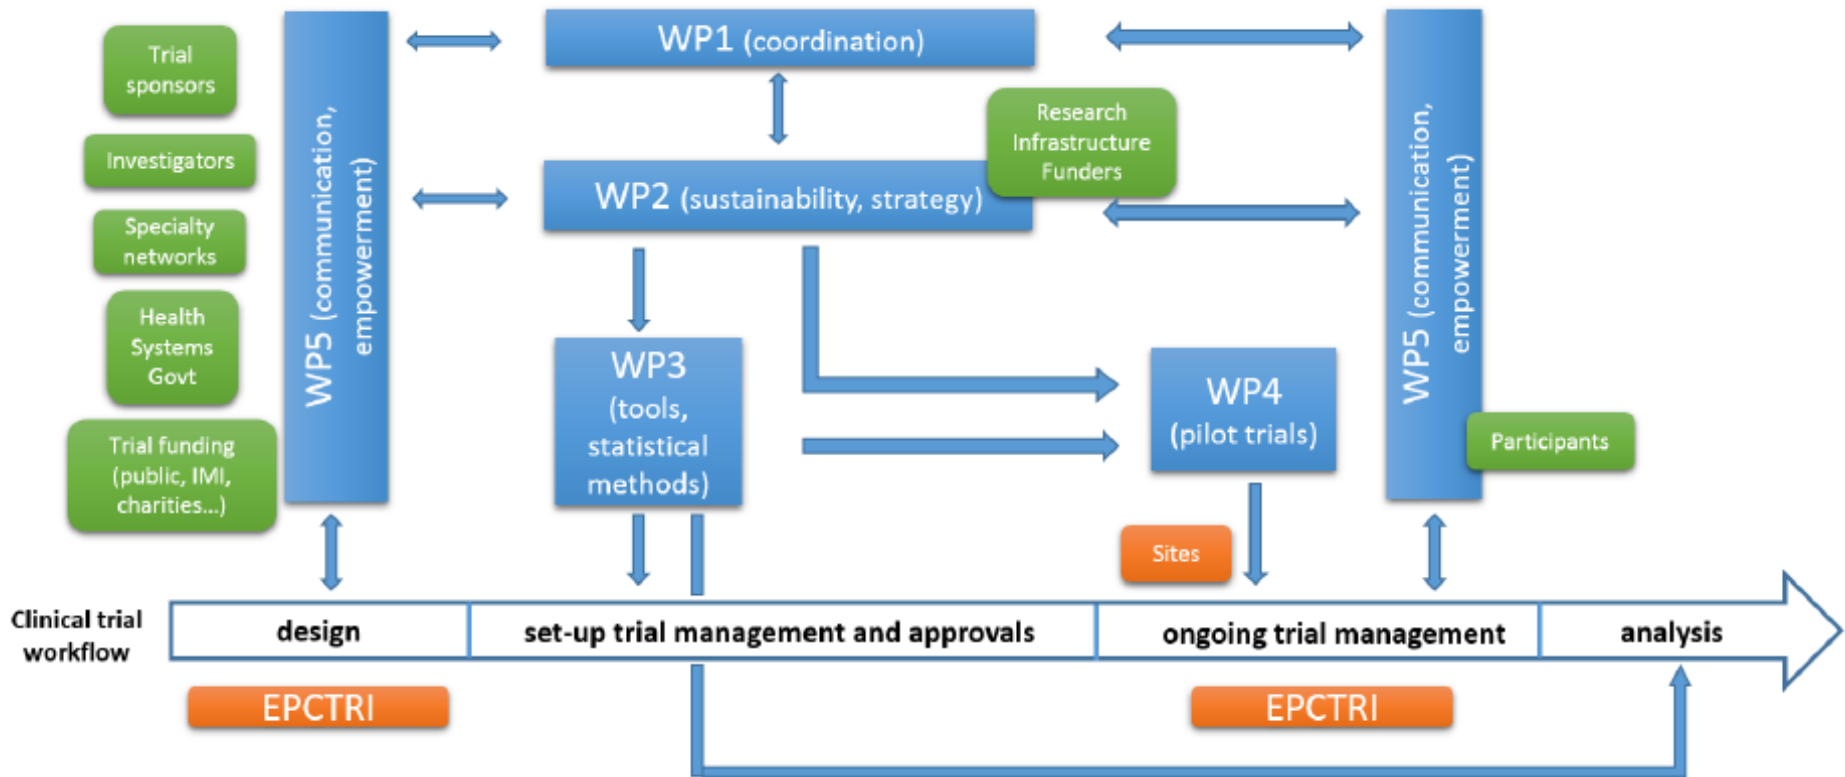 Trial
sponsors
Investigators
Specialty
networks
Health
Systems
Govt
Trial funding
(public, IMI,
charities...)
WP5 (communication,
empowerment)
WP1 (coordination)
Research
Infrastructure
Funders
WP2 (sustainability, strategy)
WP3
(tools,
statistical
methods)
WP4
(pilot trials)
WP5 (communication,
empowerment)
Participants
Sites
Clinical trial
workflow
design
set-up trial management and approvals
ongoing trial management
analysis
EPCTRI
EPCTRI